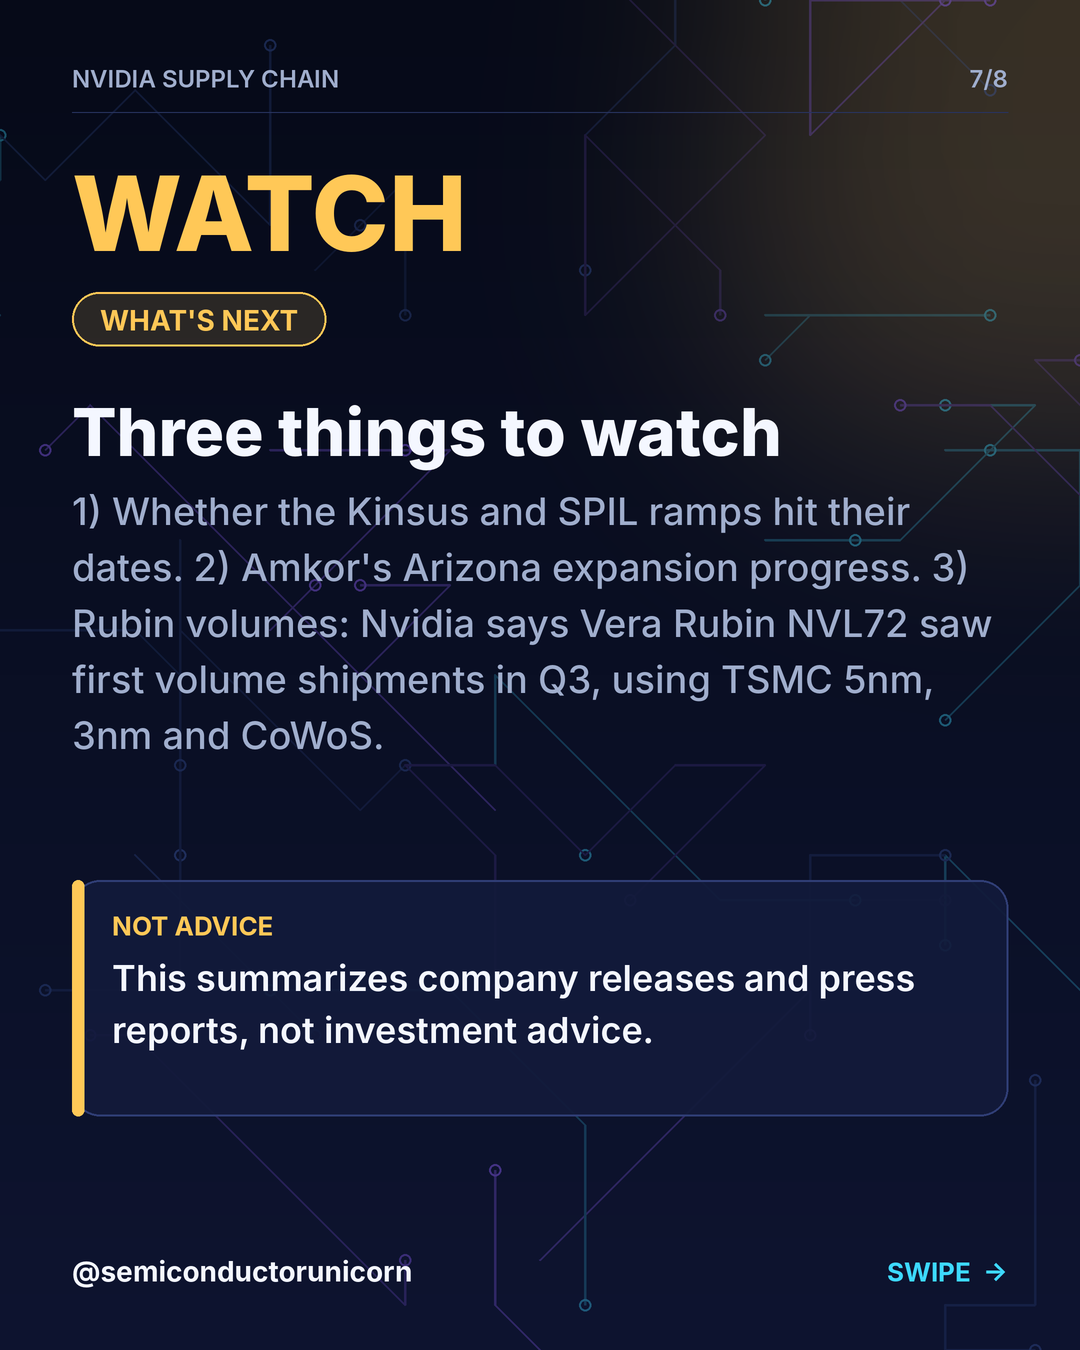 NVIDIA SUPPLY CHAIN
7/8
WATCH
WHAT'S NEXT
Three things to watch
1) Whether the Kinsus and SPIL ramps hit their
dates. 2) Amkor's Arizona expansion progress. 3)
Rubin volumes: Nvidia says Vera Rubin NVL72 saw
first volume shipments in Q3, using TSMC 5nm,
3nm and CoWoS.
NOT ADVICE
This summarizes company releases and press
reports, not investment advice.
@semiconductorunicorn
SWIPE →